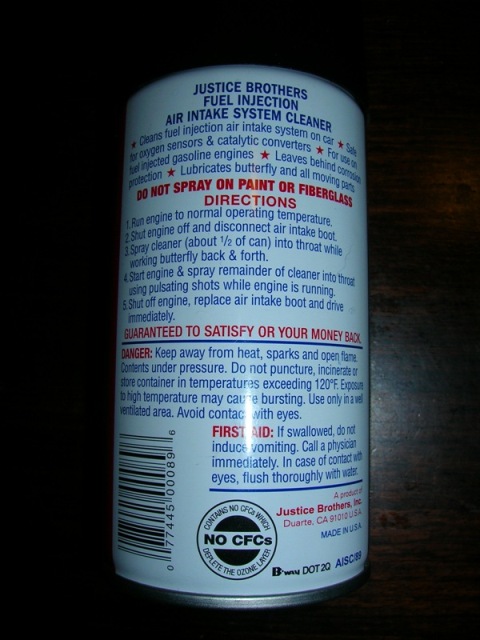 JUSTICE BROTHERS
FUEL INJECTION
AIR INTAKE SYSTEM CLEANER
★ Cleans fuel injection air intake system on car ★ Safe
for oxygen sensors & catalytic converters ★ For use on
fuel injected gasoline engines ★ Leaves behind corrosion
protection ★ Lubricates butterfly and all moving parts
DO NOT SPRAY ON PAINT OR FIBERGLASS
DIRECTIONS
1. Run engine to normal operating temperature.
2. Shut engine off and disconnect air intake boot.
3. Spray cleaner (about 1/2 of can) into throat while
working butterfly back & forth.
4. Start engine & spray remainder of cleaner into throat
using pulsating shots while engine is running.
5. Shut off engine, replace air intake boot and drive
immediately.
GUARANTEED TO SATISFY OR YOUR MONEY BACK.
DANGER: Keep away from heat, sparks and open flame.
Contents under pressure. Do not puncture, incinerate or
store container in temperatures exceeding 120°F. Exposure
to high temperature may cause bursting. Use only in a well
ventilated area. Avoid contact with eyes.
FIRST AID: If swallowed, do not
induce vomiting. Call a physician
immediately. In case of contact with
eyes, flush thoroughly with water.
A product of
Justice Brothers, Inc.
Duarte, CA 91010 U.S.A.
MADE IN U.S.A.
CONTAINS NO CFCs WHICH
NO CFCs
DEPLETE THE OZONE LAYER
DOT 2Q AISC/89
0 77445 00089 6